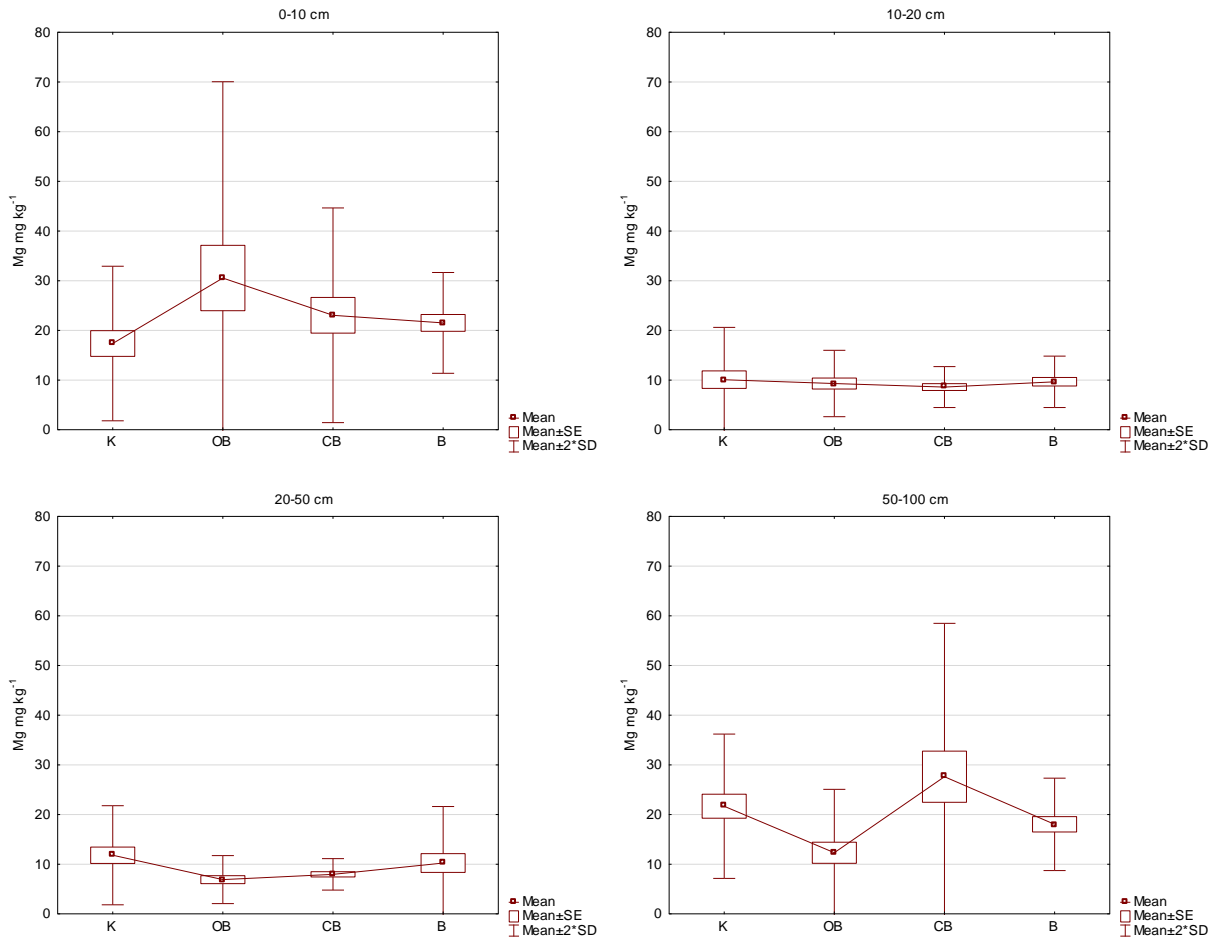 0-10 cm
80
70
60
50
40
30
20
10
0
Mg mg kg⁻¹
K OB CB B
Mean
Mean±SE
Mean±2*SD
10-20 cm
80
70
60
50
40
30
20
10
0
Mg mg kg⁻¹
K OB CB B
Mean
Mean±SE
Mean±2*SD
20-50 cm
80
70
60
50
40
30
20
10
0
Mg mg kg⁻¹
K OB CB B
Mean
Mean±SE
Mean±2*SD
50-100 cm
80
70
60
50
40
30
20
10
0
Mg mg kg⁻¹
K OB CB B
Mean
Mean±SE
Mean±2*SD